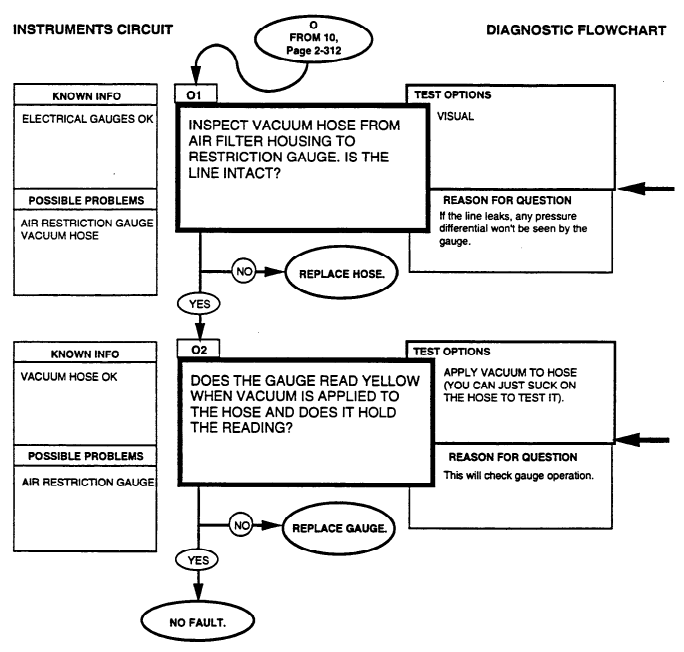 INSTRUMENTS CIRCUIT
DIAGNOSTIC FLOWCHART
O
FROM 10,
Page 2-312
KNOWN INFO
ELECTRICAL GAUGES OK
POSSIBLE PROBLEMS
AIR RESTRICTION GAUGE
VACUUM HOSE
O1
INSPECT VACUUM HOSE FROM
AIR FILTER HOUSING TO
RESTRICTION GAUGE. IS THE
LINE INTACT?
TEST OPTIONS
VISUAL
REASON FOR QUESTION
If the line leaks, any pressure
differential won't be seen by the
gauge.
NO
REPLACE HOSE.
YES
KNOWN INFO
VACUUM HOSE OK
POSSIBLE PROBLEMS
AIR RESTRICTION GAUGE
O2
DOES THE GAUGE READ YELLOW
WHEN VACUUM IS APPLIED TO
THE HOSE AND DOES IT HOLD
THE READING?
TEST OPTIONS
APPLY VACUUM TO HOSE
(YOU CAN JUST SUCK ON
THE HOSE TO TEST IT).
REASON FOR QUESTION
This will check gauge operation.
NO
REPLACE GAUGE.
YES
NO FAULT.